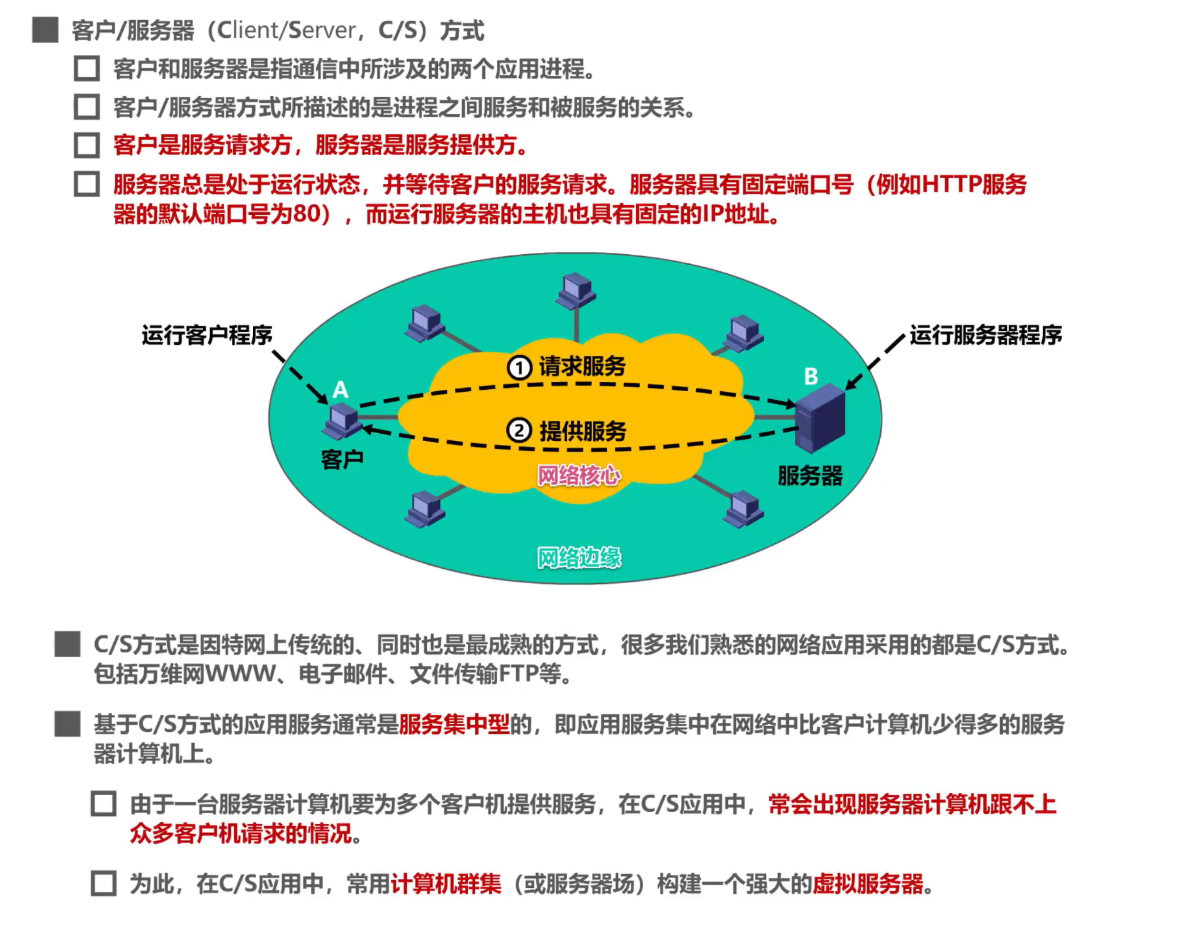 客户/服务器（Client/Server，C/S）方式
客户和服务器是指通信中所涉及的两个应用进程。
客户/服务器方式所描述的是进程之间服务和被服务的关系。
客户是服务请求方，服务器是服务提供方。
服务器总是处于运行状态，并等待客户的服务请求。服务器具有固定端口号（例如HTTP服务
器的默认端口号为80），而运行服务器的主机也具有固定的IP地址。
运行客户程序
运行服务器程序
① 请求服务
A
B
② 提供服务
客户
服务器
网络核心
网络边缘
C/S方式是因特网上传统的、同时也是最成熟的方式，很多我们熟悉的网络应用采用的都是C/S方式。
包括万维网WWW、电子邮件、文件传输FTP等。
基于C/S方式的应用服务通常是服务集中型的，即应用服务集中在网络中比客户计算机少得多的服务
器计算机上。
由于一台服务器计算机要为多个客户机提供服务，在C/S应用中，常会出现服务器计算机跟不上
众多客户机请求的情况。
为此，在C/S应用中，常用计算机群集（或服务器场）构建一个强大的虚拟服务器。